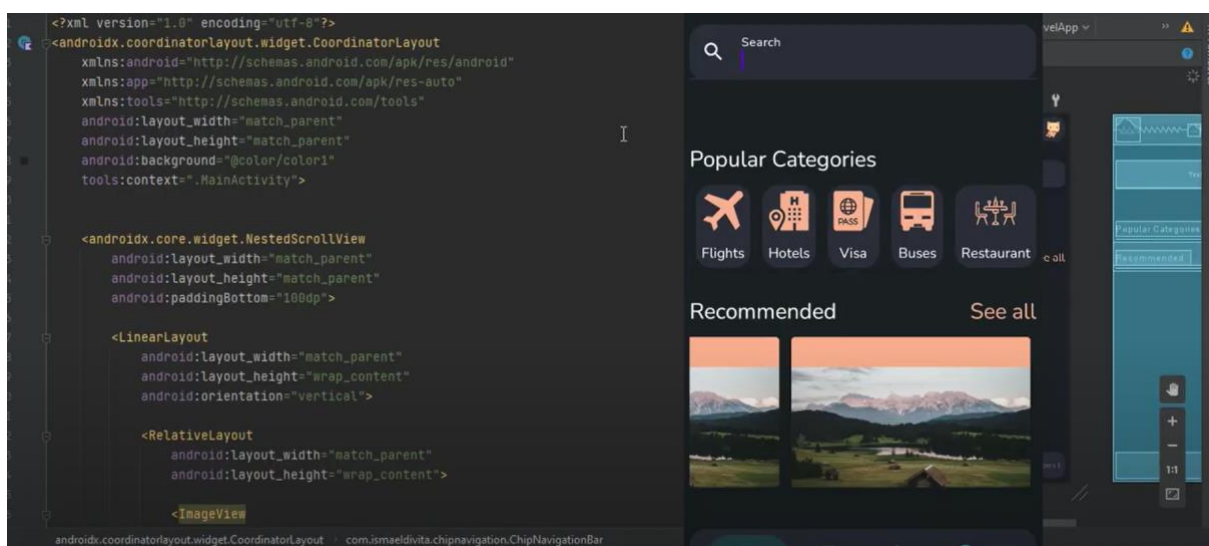 <?xml version="1.0" encoding="utf-8"?>
<androidx.coordinatorlayout.widget.CoordinatorLayout
xmlns:android="http://schemas.android.com/apk/res/android"
xmlns:app="http://schemas.android.com/apk/res-auto"
xmlns:tools="http://schemas.android.com/tools"
android:layout_width="match_parent"
android:layout_height="match_parent"
android:background="@color/color1"
tools:context=".MainActivity">
<androidx.core.widget.NestedScrollView
android:layout_width="match_parent"
android:layout_height="match_parent"
android:paddingBottom="100dp">
<LinearLayout
android:layout_width="match_parent"
android:layout_height="wrap_content"
android:orientation="vertical">
<RelativeLayout
android:layout_width="match_parent"
android:layout_height="wrap_content">
<ImageView
androidx.coordinatorlayout.widget.CoordinatorLayout
com.ismaeldivita.chipnavigation.ChipNavigationBar
Search
Popular Categories
H
PASS
Flights Hotels Visa Buses Restaurant
Recommended See all
velApp
e all
Popular Categories
Recommended
1:1